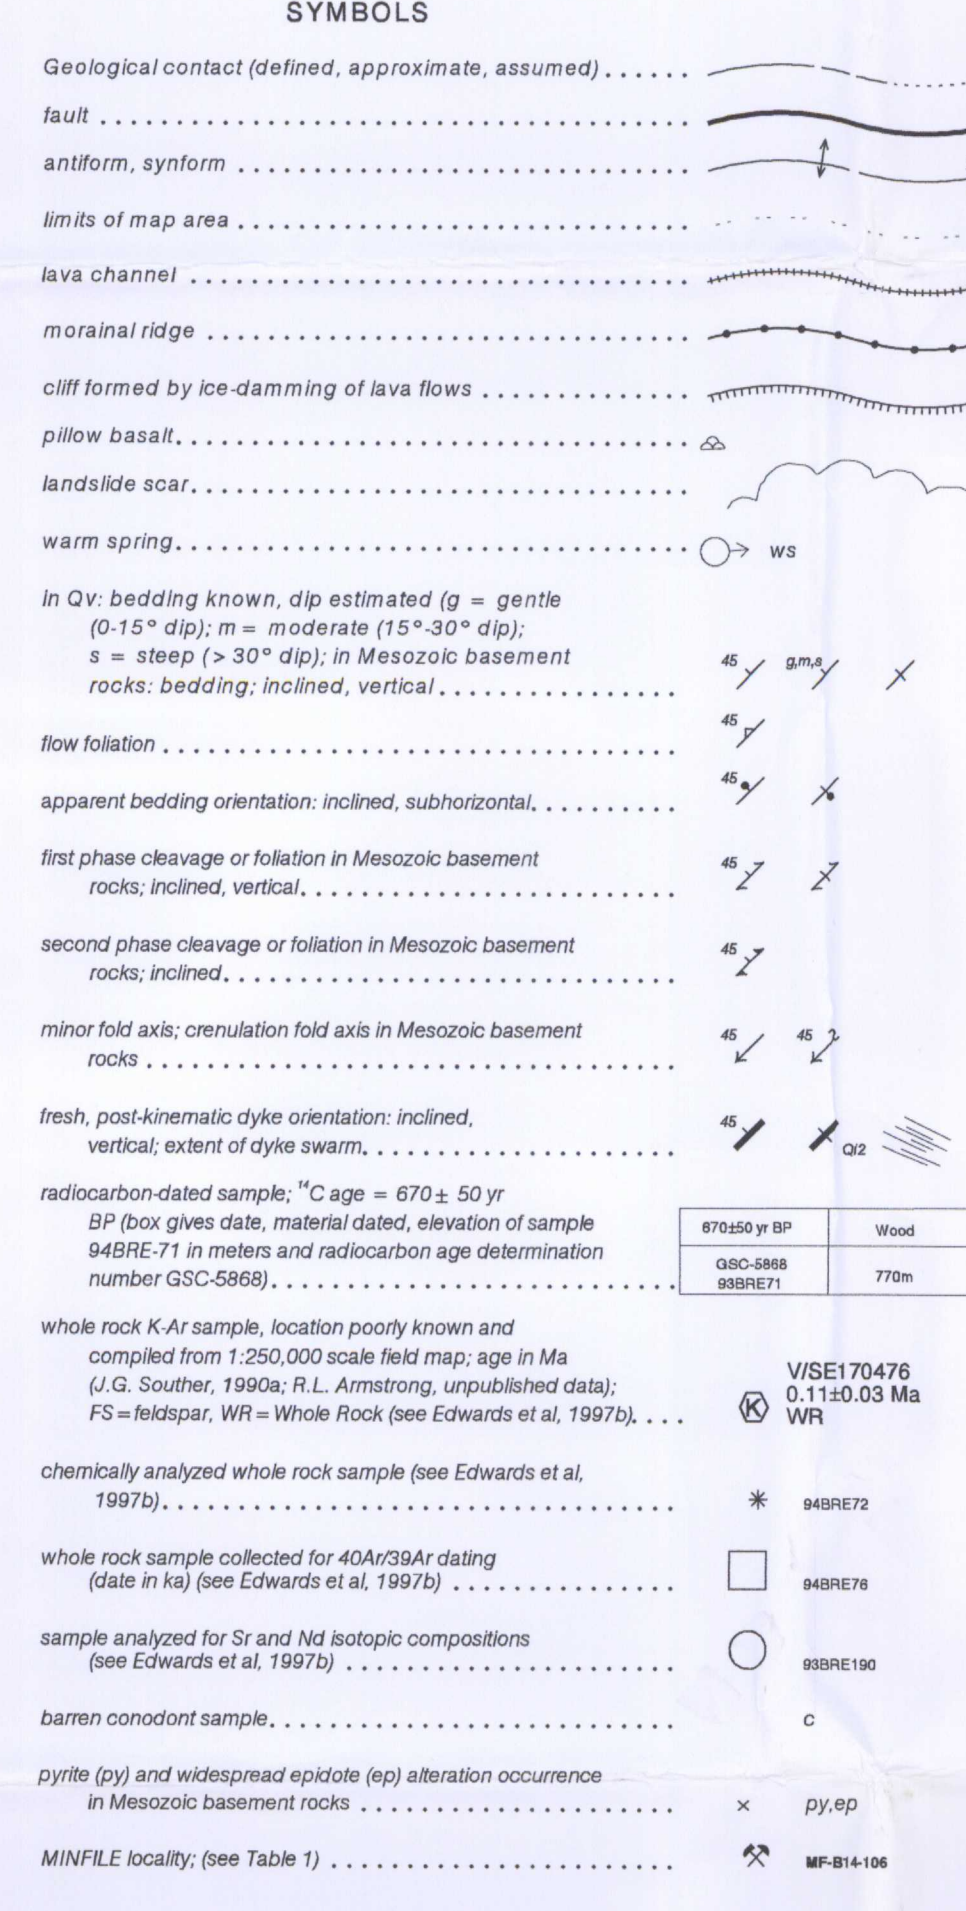 SYMBOLS
Geological contact (defined, approximate, assumed) . . . . . .
fault . . . . . . . . . . . . . . . . . . . . . . . . . . . . . . .
antiform, synform . . . . . . . . . . . . . . . . . . . . . . . .
limits of map area . . . . . . . . . . . . . . . . . . . . . . . .
lava channel . . . . . . . . . . . . . . . . . . . . . . . . . . .
morainal ridge . . . . . . . . . . . . . . . . . . . . . . . . . .
cliff formed by ice-damming of lava flows . . . . . . . . . . .
pillow basalt. . . . . . . . . . . . . . . . . . . . . . . . . . . .
landslide scar. . . . . . . . . . . . . . . . . . . . . . . . . . .
warm spring. . . . . . . . . . . . . . . . . . . . . . . . . . . . ws
in Qv: bedding known, dip estimated (g = gentle
(0-15° dip); m = moderate (15°-30° dip);
s = steep (> 30° dip); in Mesozoic basement
rocks: bedding; inclined, vertical . . . . . . . . . . . . . 45 g,m,s
flow foliation . . . . . . . . . . . . . . . . . . . . . . . . . . . 45
apparent bedding orientation: inclined, subhorizontal. . . . . . . . . 45
first phase cleavage or foliation in Mesozoic basement
rocks; inclined, vertical. . . . . . . . . . . . . . . . . . . . 45
second phase cleavage or foliation in Mesozoic basement
rocks; inclined. . . . . . . . . . . . . . . . . . . . . . . . 45
minor fold axis; crenulation fold axis in Mesozoic basement
rocks . . . . . . . . . . . . . . . . . . . . . . . . . . . . 45 45
fresh, post-kinematic dyke orientation: inclined,
vertical; extent of dyke swarm. . . . . . . . . . . . . . . . . 45 Qi2
radiocarbon-dated sample; ¹⁴C age = 670± 50 yr
BP (box gives date, material dated, elevation of sample
94BRE-71 in meters and radiocarbon age determination
number GSC-5868) . . . . . . . . . . . . . . . . . . . . . .
670±50 yr BP Wood
GSC-5868
93BRE71 770m
whole rock K-Ar sample, location poorly known and
compiled from 1:250,000 scale field map; age in Ma
(J.G. Souther, 1990a; R.L. Armstrong, unpublished data);
FS=feldspar, WR=Whole Rock (see Edwards et al, 1997b). . . .
K
V/SE170476
0.11±0.03 Ma
WR
chemically analyzed whole rock sample (see Edwards et al,
1997b). . . . . . . . . . . . . . . . . . . . . . . . . . . . 94BRE72
whole rock sample collected for 40Ar/39Ar dating
(date in ka) (see Edwards et al, 1997b) . . . . . . . . . . . . 94BRE76
sample analyzed for Sr and Nd isotopic compositions
(see Edwards et al, 1997b) . . . . . . . . . . . . . . . . . . 93BRE190
barren conodont sample. . . . . . . . . . . . . . . . . . . . . . c
pyrite (py) and widespread epidote (ep) alteration occurrence
in Mesozoic basement rocks . . . . . . . . . . . . . . . . . × py,ep
MINFILE locality; (see Table 1) . . . . . . . . . . . . . . . . . . . MF-B14-106